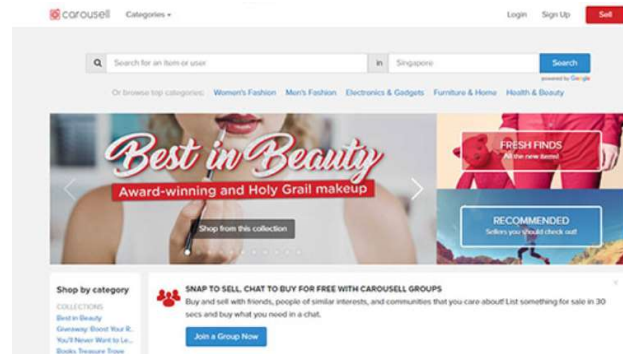 carousell Categories Login Sign Up Sell
Search for an item or user in Singapore Search
powered by Google
Or browse top categories: Women's Fashion Men's Fashion Electronics & Gadgets Furniture & Home Health & Beauty
Best in Beauty
Award-winning and Holy Grail makeup
Shop from this collection
FRESH FINDS
All the new items!
RECOMMENDED
Sellers you should check out!
Shop by category
COLLECTIONS
Best in Beauty
Giveaway: Boost Your B..
You'll Never Want to Le...
Books Treasure Trove
SNAP TO SELL, CHAT TO BUY FOR FREE WITH CAROUSELL GROUPS
Buy and sell with friends, people of similar interests, and communities that you care about! List something for sale in 30
secs and buy what you need in a chat.
Join a Group Now